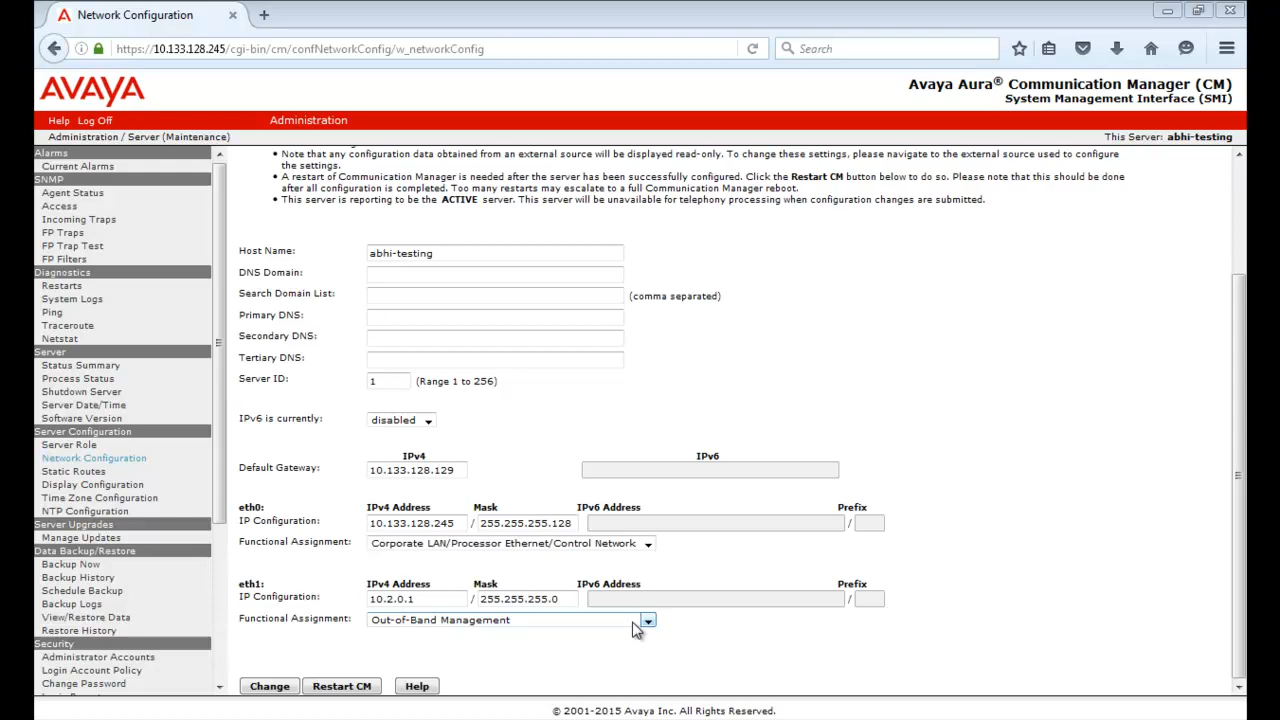 Network Configuration
https://10.133.128.245/cgi-bin/cm/confNetworkConfig/w_networkConfig
Search
AVAYA
Avaya Aura® Communication Manager (CM)
System Management Interface (SMI)
Help Log Off
Administration
Administration / Server (Maintenance)
This Server: abhi-testing
Alarms
Current Alarms
SNMP
Agent Status
Access
Incoming Traps
FP Traps
FP Trap Test
FP Filters
Diagnostics
Restarts
System Logs
Ping
Traceroute
Netstat
Server
Status Summary
Process Status
Shutdown Server
Server Date/Time
Software Version
Server Configuration
Server Role
Network Configuration
Static Routes
Display Configuration
Time Zone Configuration
NTP Configuration
Server Upgrades
Manage Updates
Data Backup/Restore
Backup Now
Backup History
Schedule Backup
Backup Logs
View/Restore Data
Restore History
Security
Administrator Accounts
Login Account Policy
Change Password
Note that any configuration data obtained from an external source will be displayed read-only. To change these settings, please navigate to the external source used to configure
the settings.
A restart of Communication Manager is needed after the server has been successfully configured. Click the Restart CM button below to do so. Please note that this should be done
after all configuration is completed. Too many restarts may escalate to a full Communication Manager reboot.
This server is reporting to be the ACTIVE server. This server will be unavailable for telephony processing when configuration changes are submitted.
Host Name: abhi-testing
DNS Domain:
Search Domain List: (comma separated)
Primary DNS:
Secondary DNS:
Tertiary DNS:
Server ID: 1 (Range 1 to 256)
IPv6 is currently: disabled
IPv4 IPv6
Default Gateway: 10.133.128.129
eth0: IPv4 Address Mask IPv6 Address Prefix
IP Configuration: 10.133.128.245 / 255.255.255.128 /
Functional Assignment: Corporate LAN/Processor Ethernet/Control Network
eth1: IPv4 Address Mask IPv6 Address Prefix
IP Configuration: 10.2.0.1 / 255.255.255.0 /
Functional Assignment: Out-of-Band Management
Change Restart CM Help
© 2001-2015 Avaya Inc. All Rights Reserved.